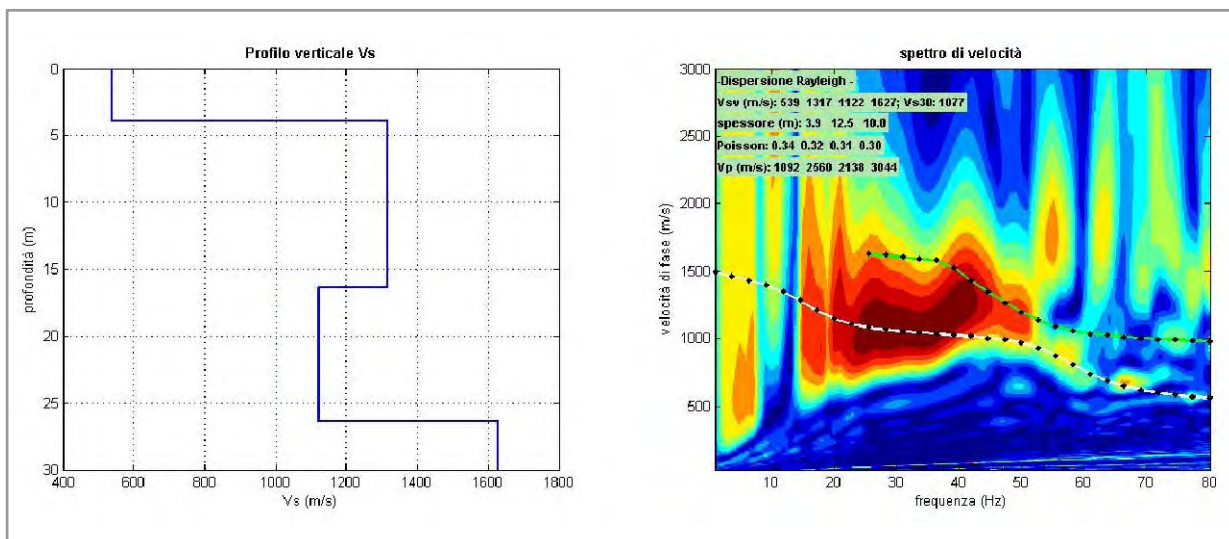 Profilo verticale Vs
0
5
10
15
20
25
30
profondità (m)
400
600
800
1000
1200
1400
1600
1800
Vs (m/s)
spettro di velocità
-Dispersione Rayleigh -
Vsv (m/s): 539 1317 1122 1627; Vs30: 1077
spessore (m): 3.9 12.5 10.0
Poisson: 0.34 0.32 0.31 0.30
Vp (m/s): 1092 2560 2138 3044
3000
2500
2000
1500
1000
500
velocità di fase (m/s)
10
20
30
40
50
60
70
80
frequenza (Hz)